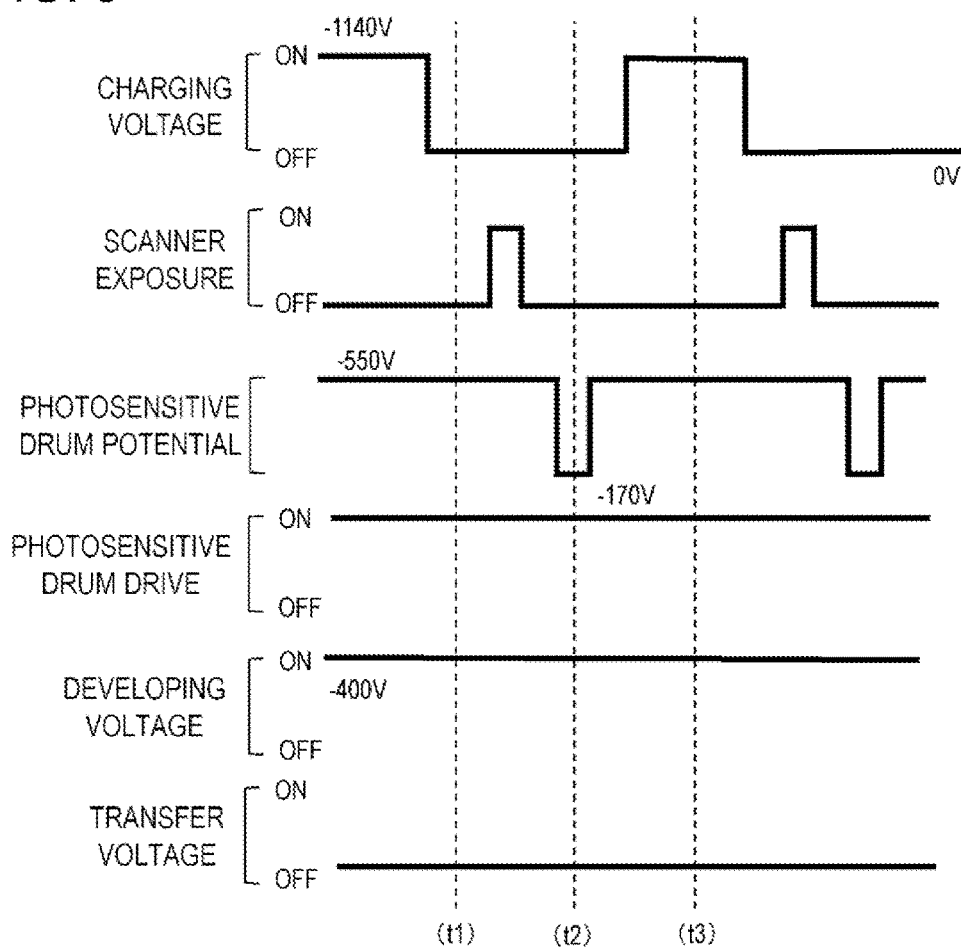 -1140V
ON
CHARGING
VOLTAGE
OFF
0V
ON
SCANNER
EXPOSURE
OFF
-550V
PHOTOSENSITIVE
DRUM POTENTIAL
-170V
ON
PHOTOSENSITIVE
DRUM DRIVE
OFF
ON
-400V
DEVELOPING
VOLTAGE
OFF
ON
TRANSFER
VOLTAGE
OFF
(t1) (t2) (t3)